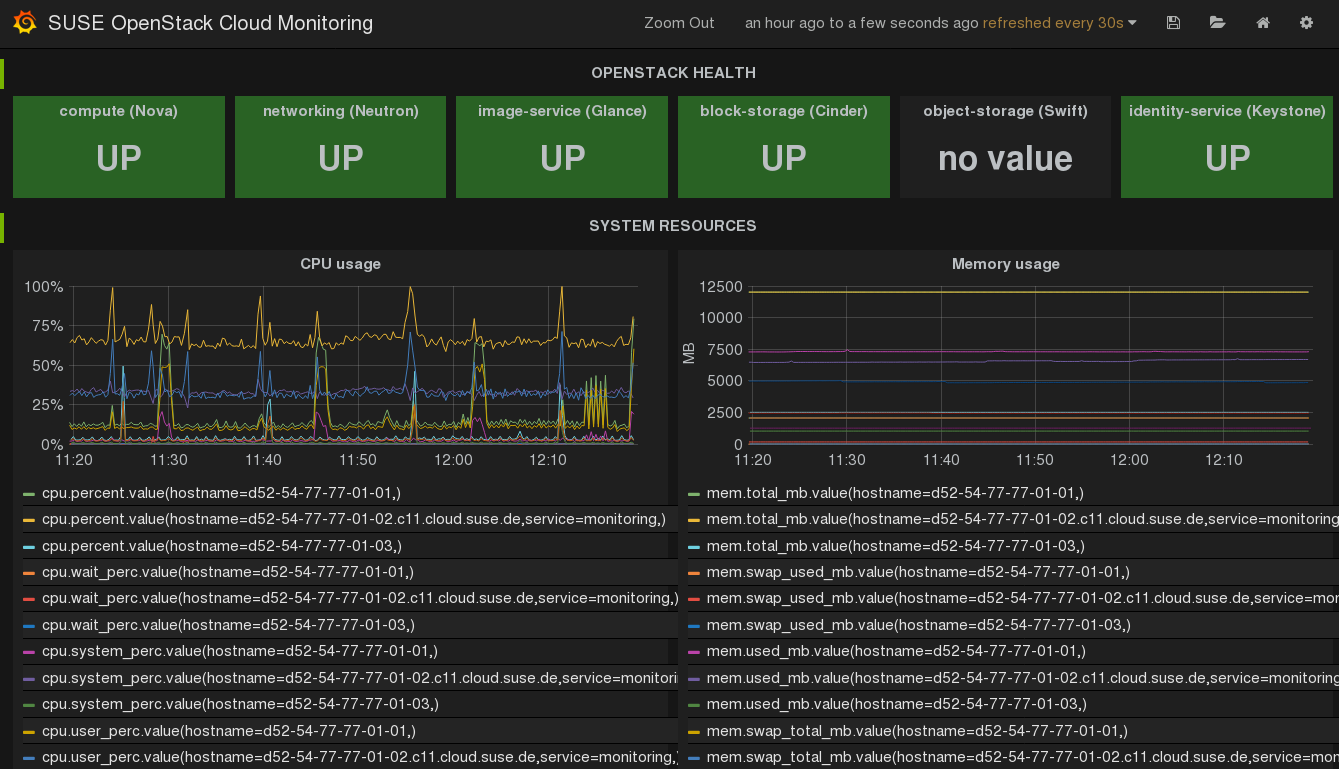 SUSE OpenStack Cloud Monitoring
Zoom Out an hour ago to a few seconds ago refreshed every 30s
OPENSTACK HEALTH
compute (Nova)
UP
networking (Neutron)
UP
image-service (Glance)
UP
block-storage (Cinder)
UP
object-storage (Swift)
no value
identity-service (Keystone)
UP
SYSTEM RESOURCES
CPU usage
100%
75%
50%
25%
0%
11:20 11:30 11:40 11:50 12:00 12:10
cpu.percent.value(hostname=d52-54-77-77-01-01,)
cpu.percent.value(hostname=d52-54-77-77-01-02.c11.cloud.suse.de,service=monitoring,)
cpu.percent.value(hostname=d52-54-77-77-01-03,)
cpu.wait_perc.value(hostname=d52-54-77-77-01-01,)
cpu.wait_perc.value(hostname=d52-54-77-77-01-02.c11.cloud.suse.de,service=monitoring,)
cpu.wait_perc.value(hostname=d52-54-77-77-01-03,)
cpu.system_perc.value(hostname=d52-54-77-77-01-01,)
cpu.system_perc.value(hostname=d52-54-77-77-01-02.c11.cloud.suse.de,service=monitori
cpu.system_perc.value(hostname=d52-54-77-77-01-03,)
cpu.user_perc.value(hostname=d52-54-77-77-01-01,)
cpu.user_perc.value(hostname=d52-54-77-77-01-02.c11.cloud.suse.de,service=monitoring,)
Memory usage
MB
12500
10000
7500
5000
2500
0
11:20 11:30 11:40 11:50 12:00 12:10
mem.total_mb.value(hostname=d52-54-77-77-01-01,)
mem.total_mb.value(hostname=d52-54-77-77-01-02.c11.cloud.suse.de,service=monitoring
mem.total_mb.value(hostname=d52-54-77-77-01-03,)
mem.swap_used_mb.value(hostname=d52-54-77-77-01-01,)
mem.swap_used_mb.value(hostname=d52-54-77-77-01-02.c11.cloud.suse.de,service=mor
mem.swap_used_mb.value(hostname=d52-54-77-77-01-03,)
mem.used_mb.value(hostname=d52-54-77-77-01-01,)
mem.used_mb.value(hostname=d52-54-77-77-01-02.c11.cloud.suse.de,service=monitoring
mem.used_mb.value(hostname=d52-54-77-77-01-03,)
mem.swap_total_mb.value(hostname=d52-54-77-77-01-01,)
mem.swap_total_mb.value(hostname=d52-54-77-77-01-02.c11.cloud.suse.de,service=mor